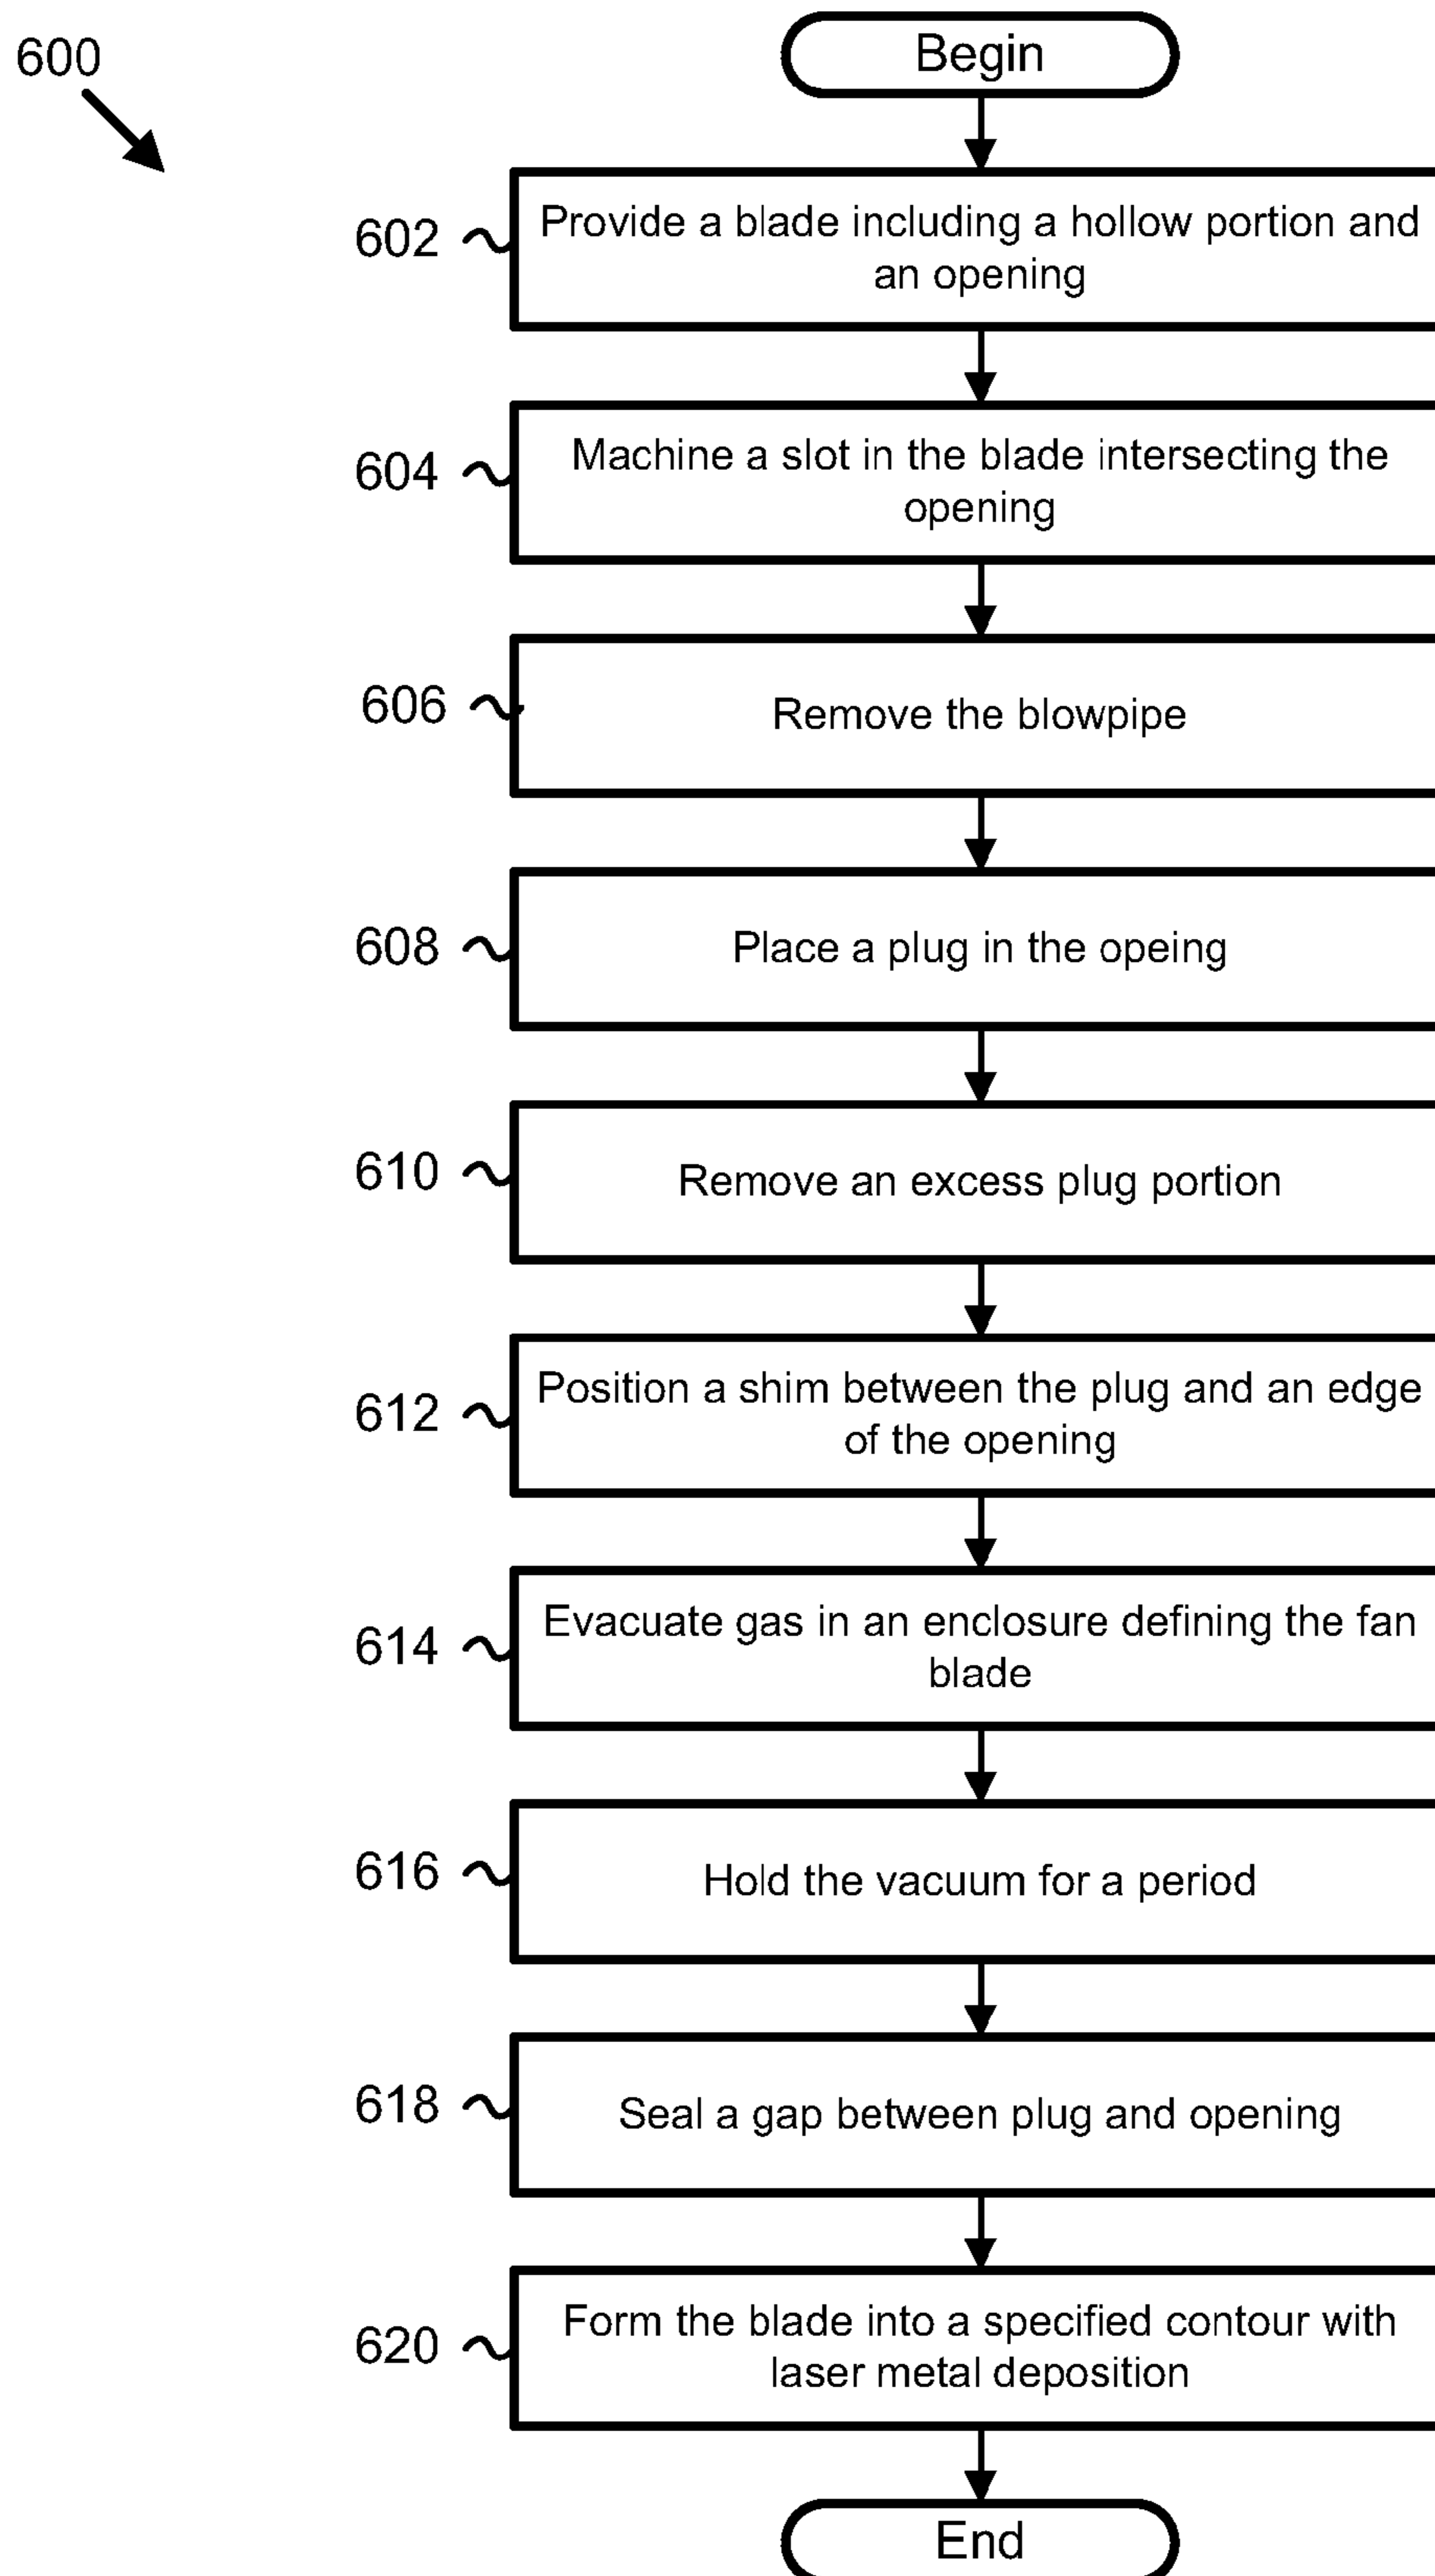 600
Begin
602
Provide a blade including a hollow portion and
an opening
604
Machine a slot in the blade intersecting the
opening
606
Remove the blowpipe
608
Place a plug in the opeing
610
Remove an excess plug portion
612
Position a shim between the plug and an edge
of the opening
614
Evacuate gas in an enclosure defining the fan
blade
616
Hold the vacuum for a period
618
Seal a gap between plug and opening
620
Form the blade into a specified contour with
laser metal deposition
End